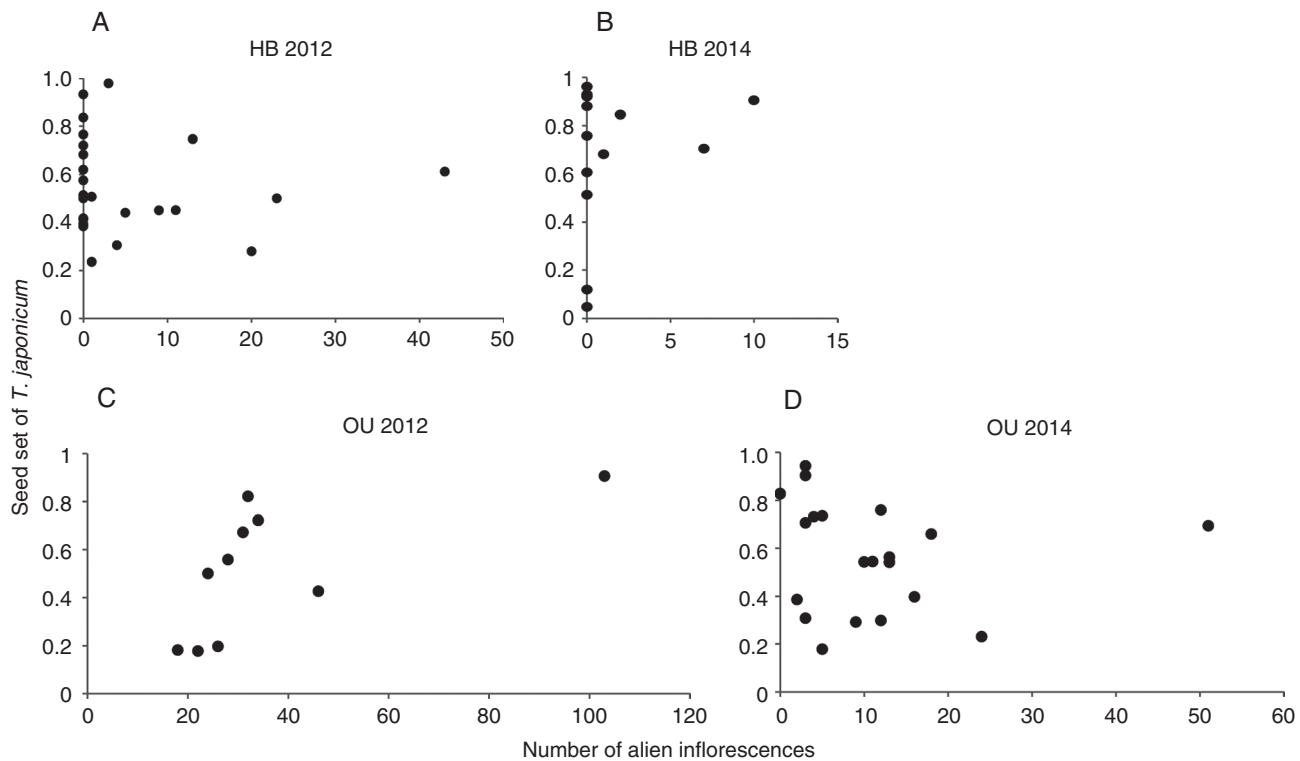 A
HB 2012
1.0
0.8
0.6
0.4
0.2
0
0 10 20 30 40 50
B
HB 2014
1
0.8
0.6
0.4
0.2
0
0 5 10 15
Seed set of T. japonicum
C
OU 2012
1
0.8
0.6
0.4
0.2
0
0 20 40 60 80 100 120
D
OU 2014
1.0
0.8
0.6
0.4
0.2
0
0 10 20 30 40 50 60
Number of alien inflorescences